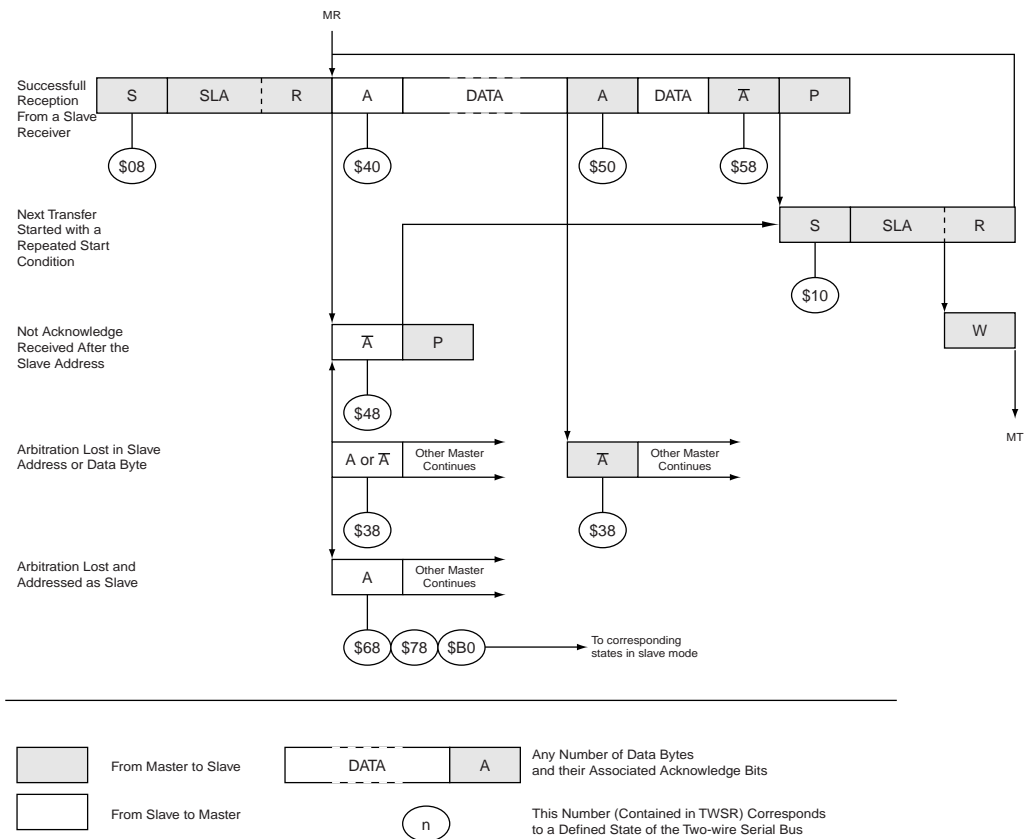 MR
Successfull
Reception
From a Slave
Receiver
S SLA R A DATA A DATA A̅ P
$08 $40 $50 $58
Next Transfer
Started with a
Repeated Start
Condition
S SLA R
$10
Not Acknowledge
Received After the
Slave Address
A̅ P
W
$48
MT
Arbitration Lost in Slave
Address or Data Byte
A or A̅ Other Master
Continues
A̅ Other Master
Continues
$38 $38
Arbitration Lost and
Addressed as Slave
A Other Master
Continues
$68 $78 $B0
To corresponding
states in slave mode
From Master to Slave
DATA A
Any Number of Data Bytes
and their Associated Acknowledge Bits
From Slave to Master
n
This Number (Contained in TWSR) Corresponds
to a Defined State of the Two-wire Serial Bus